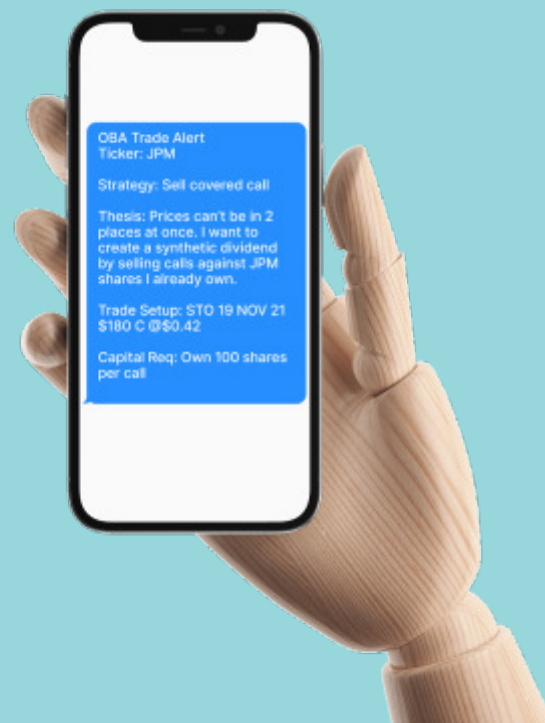 OBA Trade Alert
Ticker: JPM
Strategy: Sell covered call
Thesis: Prices can't be in 2
places at once. I want to
create a synthetic dividend
by selling calls against JPM
shares I already own.
Trade Setup: STO 19 NOV 21
$180 C @$0.42
Capital Req: Own 100 shares
per call